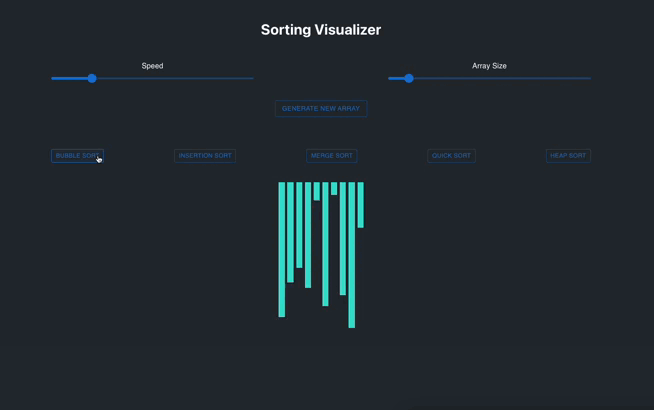 Sorting Visualizer
Speed
Array Size
GENERATE NEW ARRAY
BUBBLE SORT
INSERTION SORT
MERGE SORT
QUICK SORT
HEAP SORT